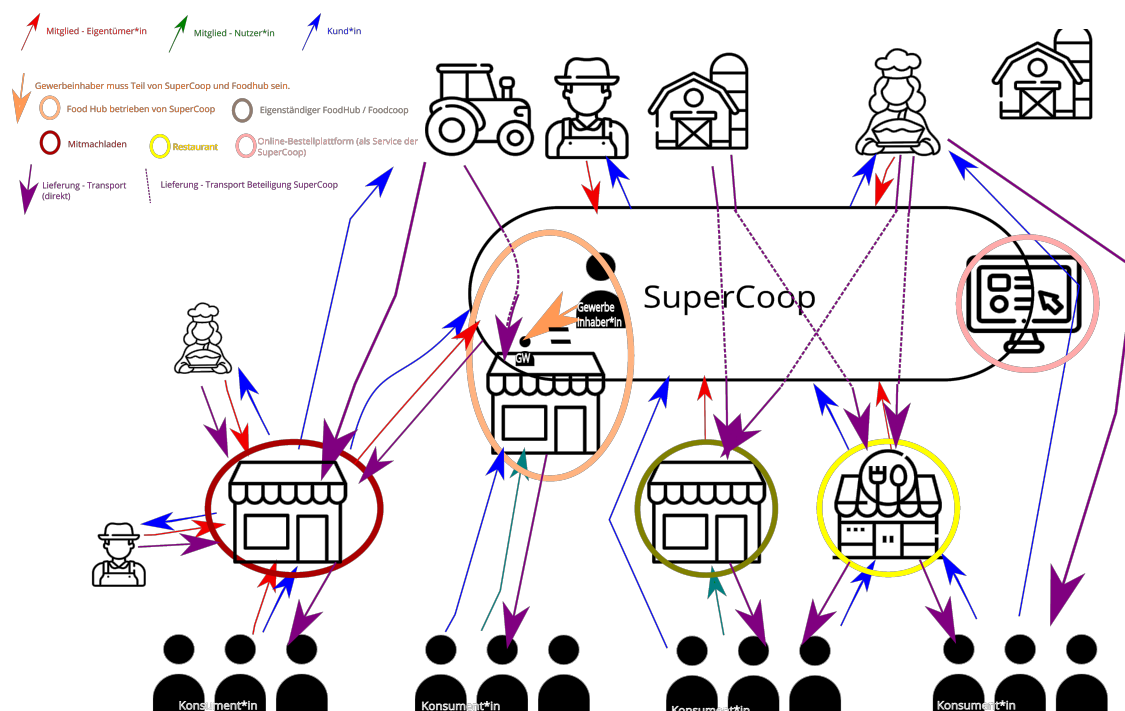 Mitglied - Eigentümer*in
Mitglied - Nutzer*in
Kund*in
Gewerbeinhaber muss Teil von SuperCoop und Foodhub sein.
Food Hub betrieben von SuperCoop
Eigenständiger FoodHub / Foodcoop
Mitmachladen
Restaurant
Online-Bestellplattform (als Service der
SuperCoop)
Lieferung - Transport
(direkt)
Lieferung - Transport Beteiligung SuperCoop
SuperCoop
Gewerbe
inhaber*in
GW
Konsument*in
Konsument*in
Konsument*in
Konsument*in